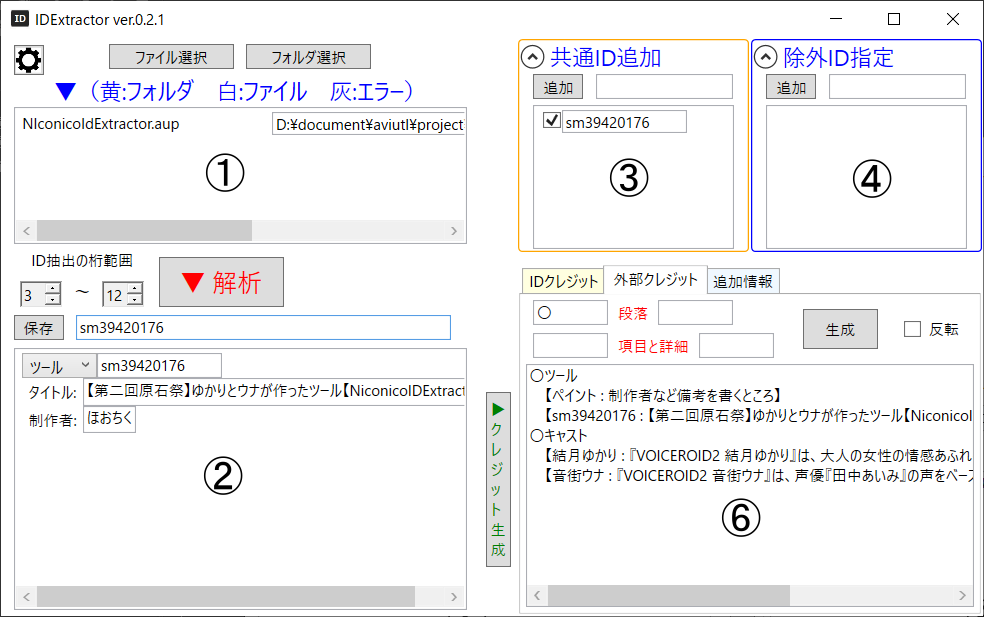 ID IDExtractor ver.0.2.1
ファイル選択 フォルダ選択
▼（黄:フォルダ 白:ファイル 灰:エラー）
NIconicoIdExtractor.aup D:¥document¥aviutl¥project
①
ID抽出の桁範囲
3 ～ 12 ▼解析
保存 sm39420176
ツール sm39420176
タイトル: 【第二回原石祭】ゆかりとウナが作ったツール【NiconicoIDExtract
制作者: ほおちく
②
▶クレジット生成
共通ID追加
追加
sm39420176
③
除外ID指定
追加
④
IDクレジット 外部クレジット 追加情報
〇 段落
項目と詳細
生成 反転
〇ツール
【ペイント : 制作者など備考を書くところ】
【sm39420176 : 【第二回原石祭】ゆかりとウナが作ったツール【NiconicoI
〇キャスト
【結月ゆかり : 『VOICEROID2 結月ゆかり』は、大人の女性の情感あふれ
【音街ウナ : 『VOICEROID2 音街ウナ』は、声優『田中あいみ』の声をベース
⑥